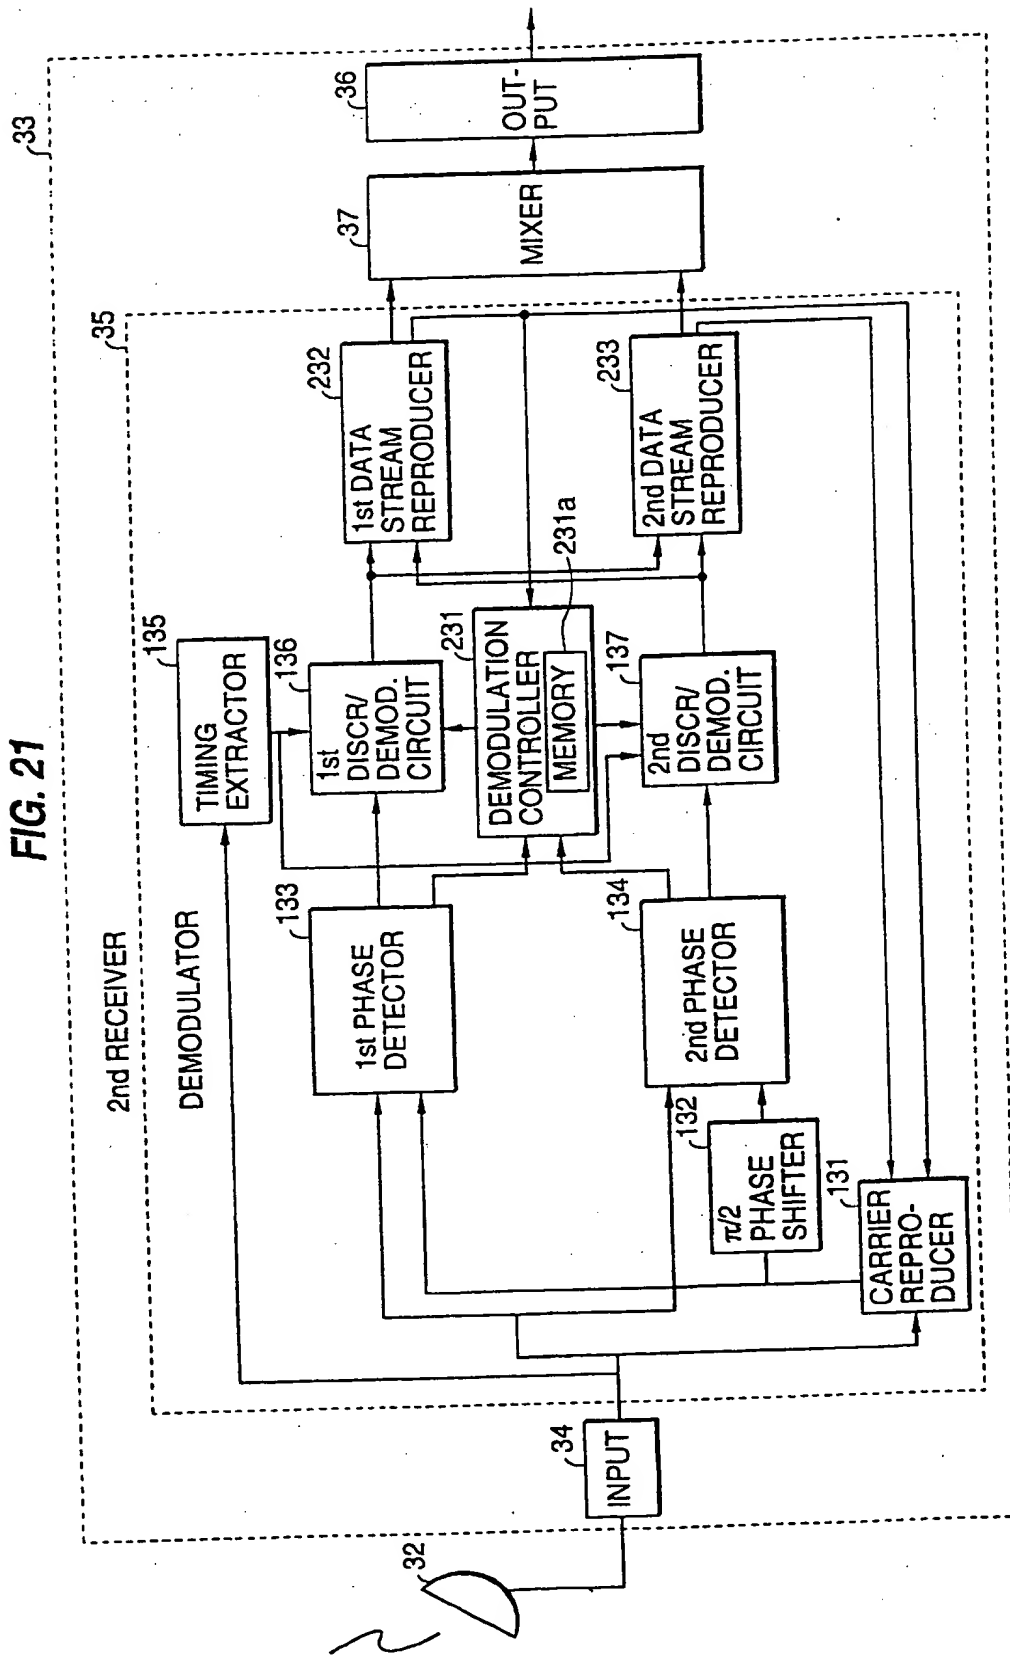 FIG. 21
33
2nd RECEIVER
35
DEMODULATOR
32
34
INPUT
135
TIMING
EXTRACTOR
133
1st PHASE
DETECTOR
136
1st
DISCR/
DEMOD.
CIRCUIT
232
1st DATA
STREAM
REPRODUCER
37
MIXER
36
OUT-
PUT
231
DEMODULATION
CONTROLLER
MEMORY
231a
134
2nd PHASE
DETECTOR
137
2nd
DISCR/
DEMOD.
CIRCUIT
233
2nd DATA
STREAM
REPRODUCER
132
π/2
PHASE
SHIFTER
131
CARRIER
REPRO-
DUCER